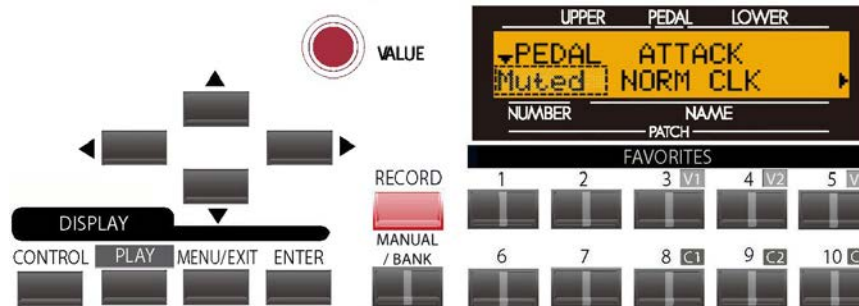 UPPER PEDAL LOWER
VALUE
PEDAL ATTACK
Muted NORM CLK
NUMBER NAME
PATCH
FAVORITES
RECORD
1 2 3 V1 4 V2 5
DISPLAY
MANUAL
/ BANK
CONTROL PLAY MENU/EXIT ENTER
6 7 8 C1 9 C2 10